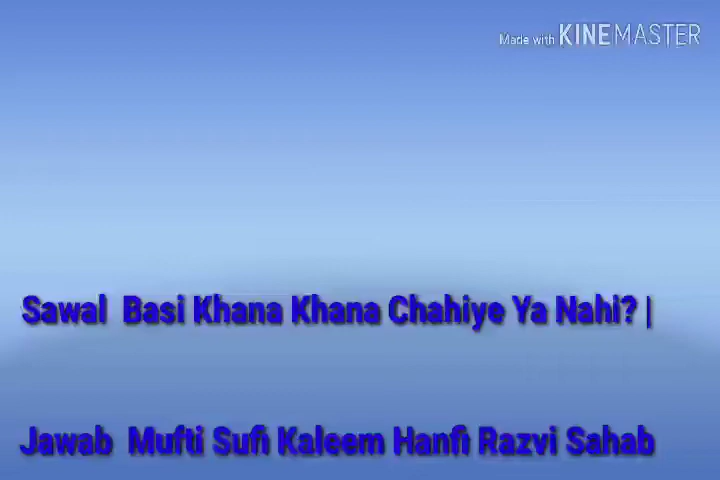 Made with KINEMASTER
Sawal Basi Khana Khana Chahiye Ya Nahi? |
Jawab Mufti Sufi Kaleem Hanfi Razvi Sahab